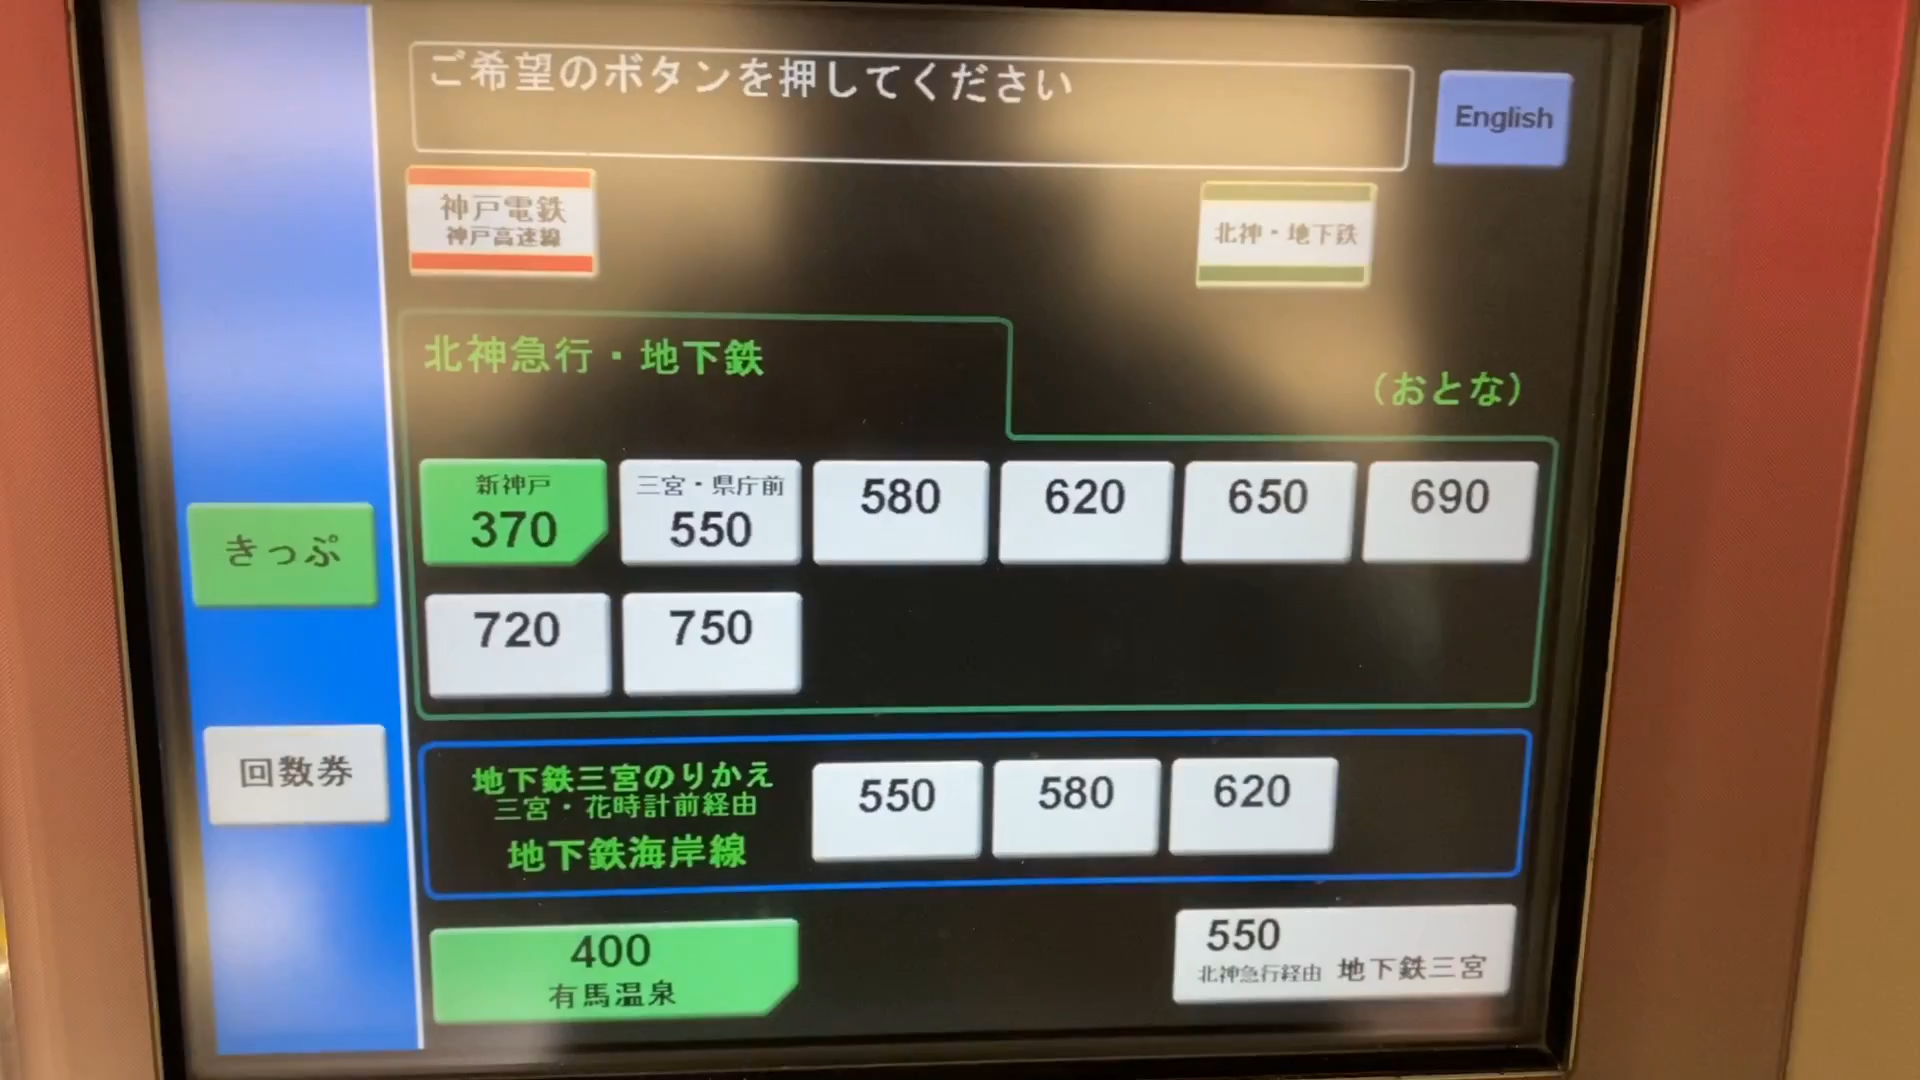 ご希望のボタンを押してください
English
神戸電鉄
神戸高速線
北神・地下鉄
北神急行・地下鉄
(おとな)
新神戸
370
三宮・県庁前
550
580
620
650
690
きっぷ
720
750
回数券
地下鉄三宮のりかえ
三宮・花時計前経由
地下鉄海岸線
550
580
620
400
有馬温泉
550
北神急行経由 地下鉄三宮